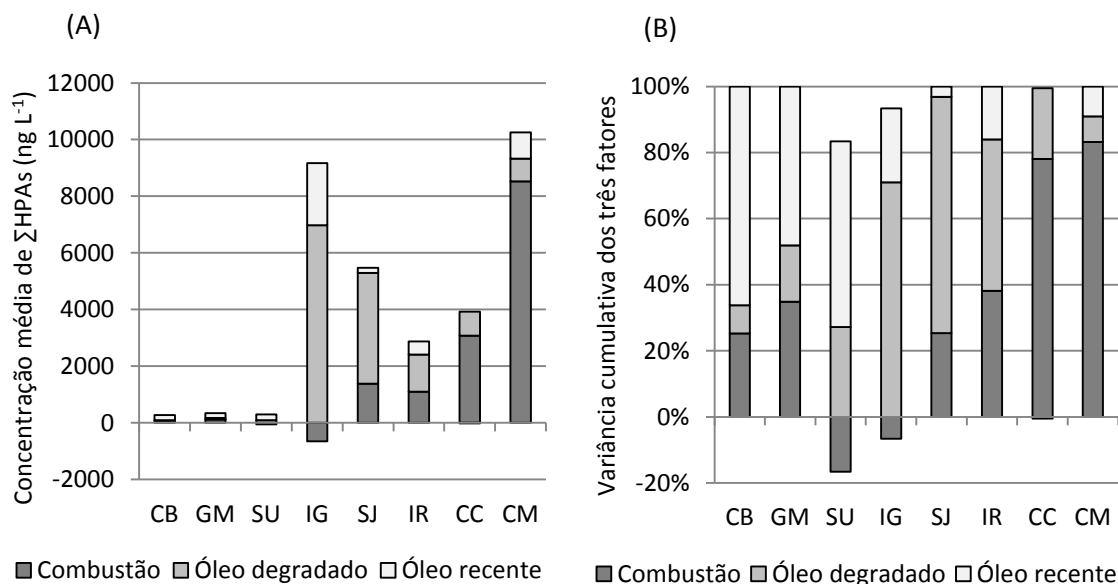 (A)
Concentração média de ∑HPAs (ng L⁻¹)
12000
10000
8000
6000
4000
2000
0
-2000
CB GM SU IG SJ IR CC CM
Combustão Óleo degradado Óleo recente
(B)
Variância cumulativa dos três fatores
100%
80%
60%
40%
20%
0%
-20%
CB GM SU IG SJ IR CC CM
Combustão Óleo degradado Óleo recente